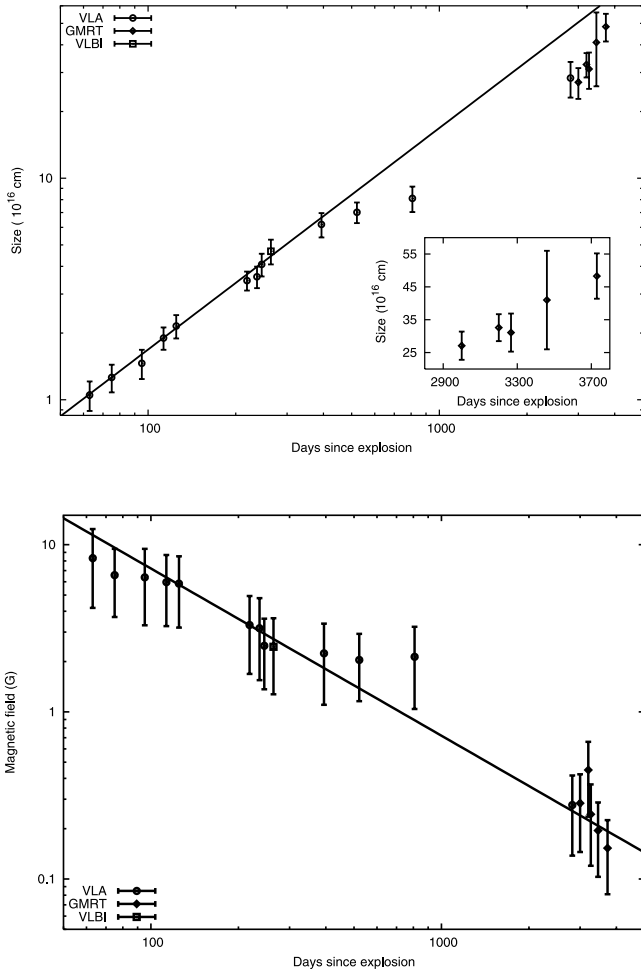 VLA
GMRT
VLBI
10
1
Size ( 10^16 cm)
100
1000
Days since explosion
55
45
35
25
Size (10^16 cm)
2900
3300
3700
Days since explosion
10
1
0.1
Magnetic field (G)
VLA
GMRT
VLBI
100
1000
Days since explosion